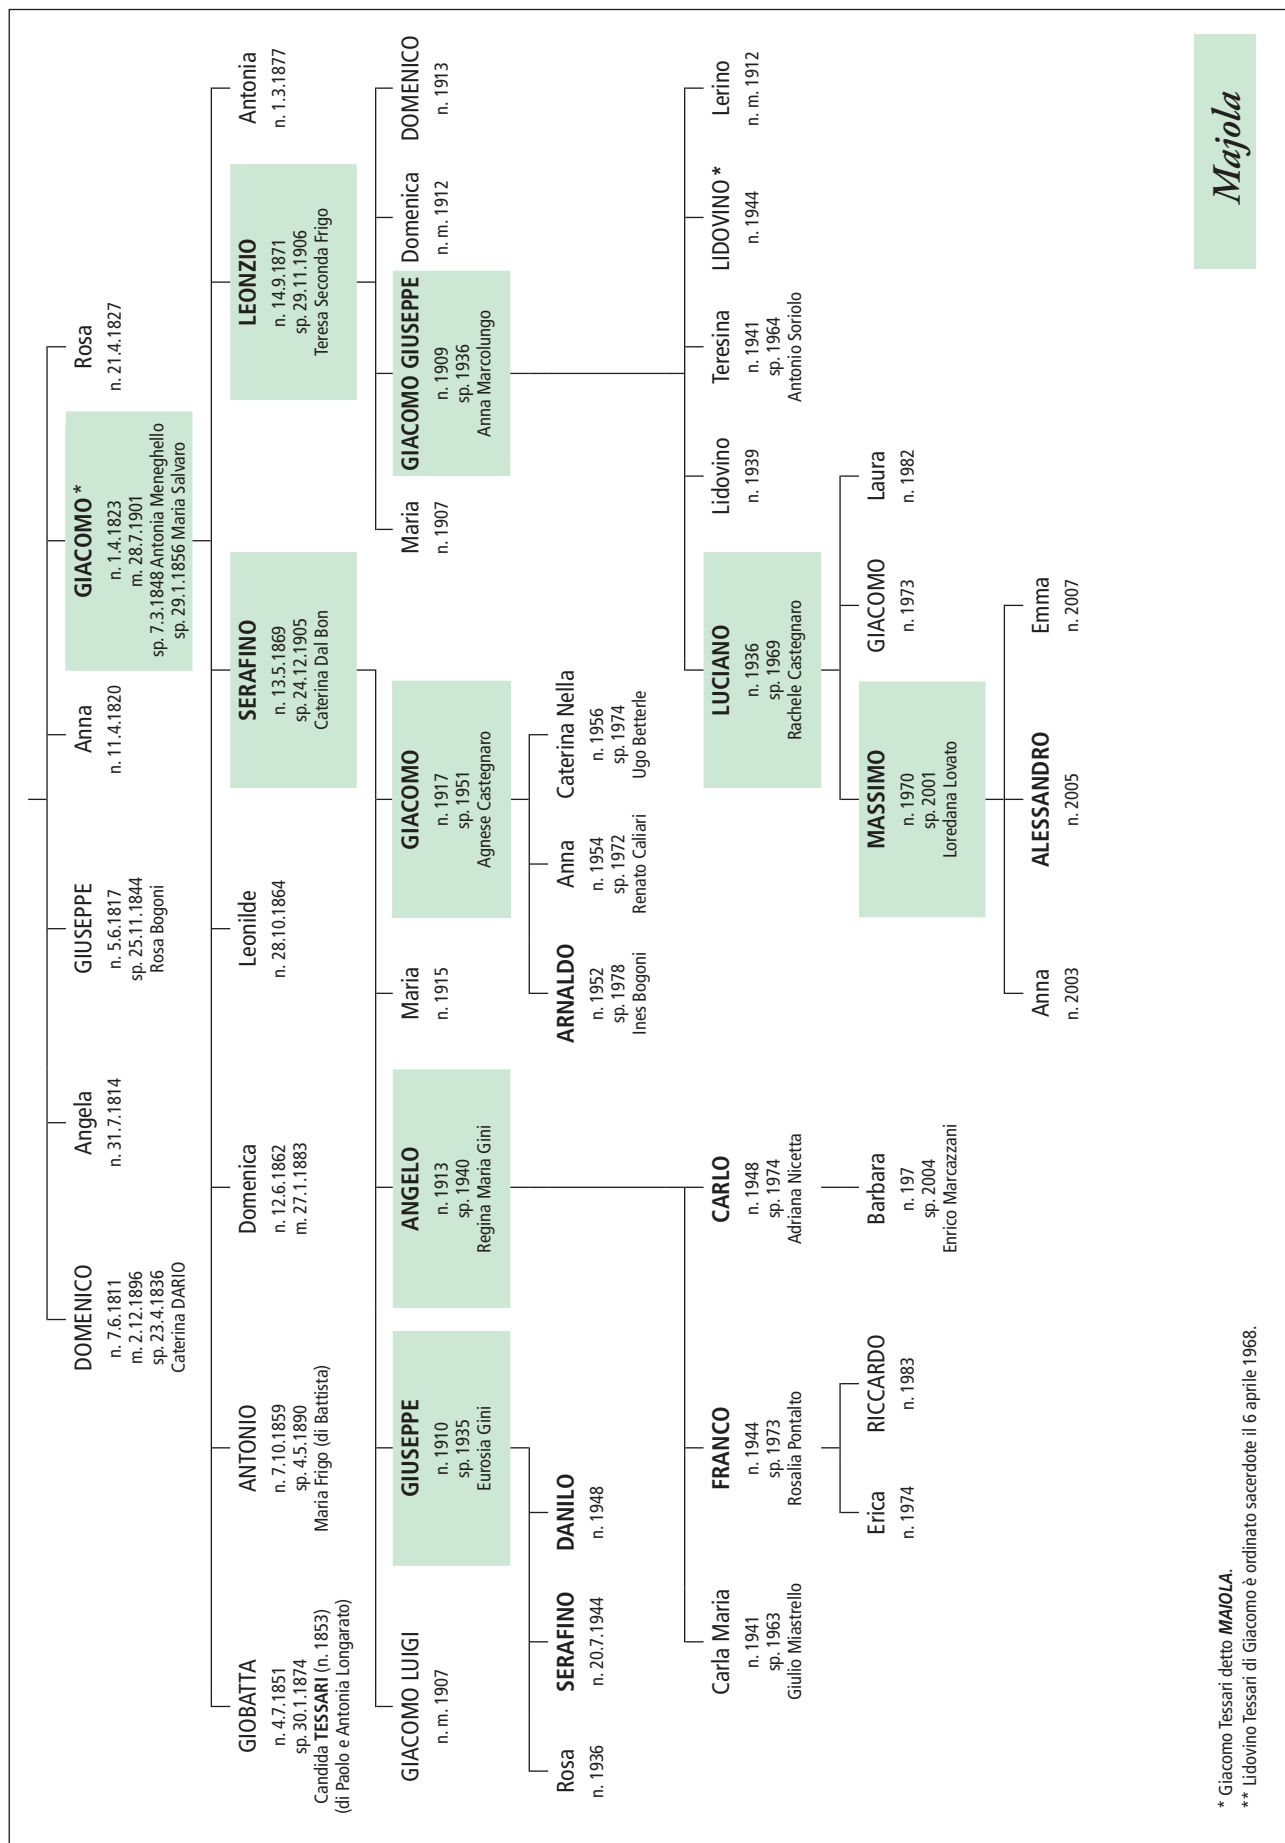 DOMENICO
n. 7.6.1811
m. 2.12.1896
sp. 23.4.1836
Caterina DARIO
Angela
n. 31.7.1814
GIUSEPPE
n. 5.6.1817
sp. 25.11.1844
Rosa Bogoni
Anna
n. 11.4.1820
GIACOMO *
n. 1.4.1823
m. 28.7.1901
sp. 7.3.1848 Antonia Meneghello
sp. 29.1.1856 Maria Salvaro
Rosa
n. 21.4.1827
GIOBATTA
n. 4.7.1851
sp. 30.1.1874
Candida TESSARI (n. 1853)
(di Paolo e Antonia Longarato)
ANTONIO
n. 7.10.1859
sp. 4.5.1890
Maria Frigo (di Battista)
Domenica
n. 12.6.1862
m. 27.1.1883
Leonilde
n. 28.10.1864
SERAFINO
n. 13.5.1869
sp. 24.12.1905
Caterina Dal Bon
LEONZIO
n. 14.9.1871
sp. 29.11.1906
Teresa Seconda Frigo
Antonia
n. 1.3.1877
GIACOMO LUIGI
n. m. 1907
GIUSEPPE
n. 1910
sp. 1935
Eurosia Gini
ANGELO
n. 1913
sp. 1940
Regina Maria Gini
Maria
n. 1915
GIACOMO
n. 1917
sp. 1951
Agnese Castegnaro
Maria
n. 1907
GIACOMO GIUSEPPE
n. 1909
sp. 1936
Anna Marcolungo
Domenica
n. m. 1912
DOMENICO
n. 1913
Rosa
n. 1936
SERAFINO
n. 20.7.1944
DANILO
n. 1948
ARNALDO
n. 1952
sp. 1978
Ines Bogoni
Anna
n. 1954
sp. 1972
Renato Caliari
Caterina Nella
n. 1956
sp. 1974
Ugo Betterle
Carla Maria
n. 1941
sp. 1963
Giulio Miastrello
FRANCO
n. 1944
sp. 1973
Rosalia Pontalto
CARLO
n. 1948
sp. 1974
Adriana Nicetta
LUCIANO
n. 1936
sp. 1969
Rachele Castegnaro
Lidovino
n. 1939
Teresina
n. 1941
sp. 1964
Antonio Soriolo
LIDOVINO *
n. 1944
Lerino
n. m. 1912
Erica
n. 1974
RICCARDO
n. 1983
Barbara
n. 197
sp. 2004
Enrico Marcazzani
MASSIMO
n. 1970
sp. 2001
Loredana Lovato
GIACOMO
n. 1973
Laura
n. 1982
Anna
n. 2003
ALESSANDRO
n. 2005
Emma
n. 2007
* Giacomo Tessari detto MAIOLA.
** Lidovino Tessari di Giacomo è ordinato sacerdote il 6 aprile 1968.
Majola